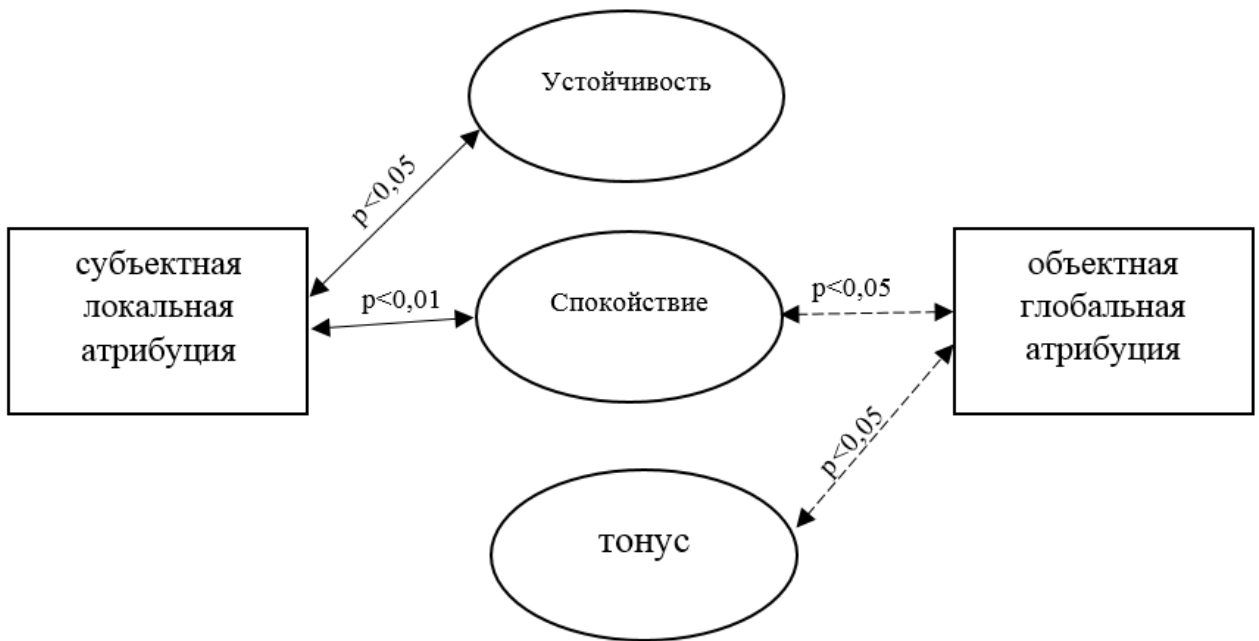 Устойчивость
p<0,05
субъектная
локальная
атрибуция
p<0,01
Спокойствие
p<0,05
объектная
глобальная
атрибуция
p<0,05
тонус